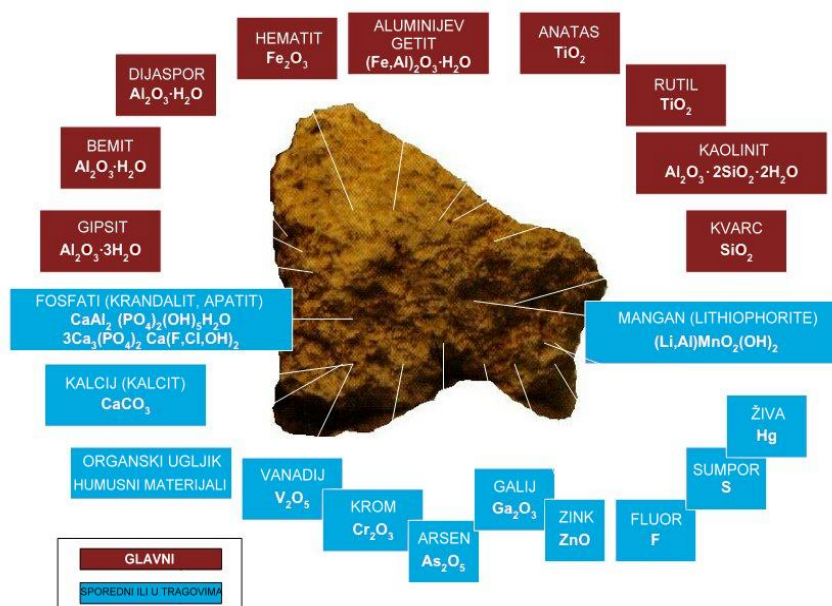 HEMATIT
Fe₂O₃
ALUMINIJEV
GETIT
(Fe,Al)₂O₃·H₂O
ANATAS
TiO₂
DIJASPOR
Al₂O₃·H₂O
RUTIL
TiO₂
BEMIT
Al₂O₃·H₂O
KAOLINIT
Al₂O₃·2SiO₂·2H₂O
GIPSIT
Al₂O₃·3H₂O
KVARC
SiO₂
FOSFATI (KRANDALIT, APATIT)
CaAl₂ (PO₄)₂(OH)₅H₂O
3Ca₃(PO₄)₂ Ca(F,Cl,OH)₂
MANGAN (LITHIOPHORITE)
(Li,Al)MnO₂(OH)₂
KALCIJ (KALCIT)
CaCO₃
ŽIVA
Hg
ORGANSKI UGLJIK
HUMUSNI MATERIJALI
VANADIJ
V₂O₅
KROM
Cr₂O₃
ARSEN
As₂O₅
GALIJ
Ga₂O₃
ZINK
ZnO
FLUOR
F
SUMPOR
S
GLAVNI
SPOREDNI ILI U TRAGOVIMA